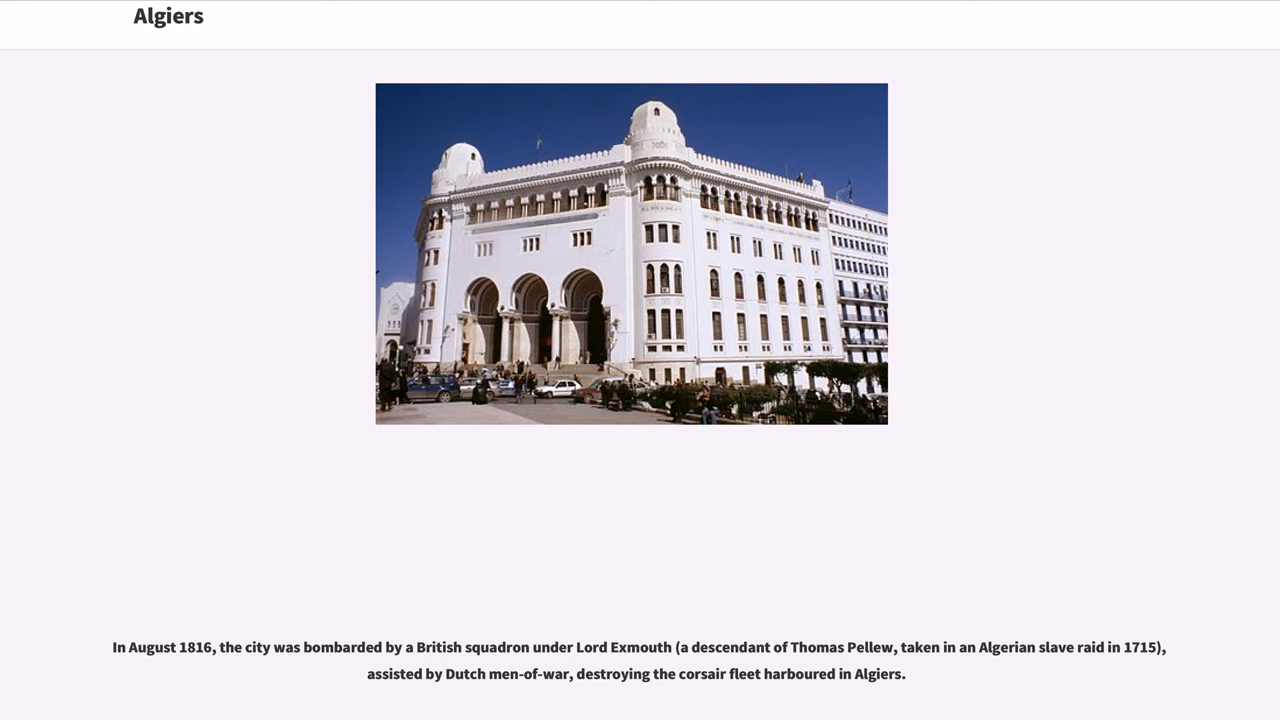 Algiers
In August 1816, the city was bombarded by a British squadron under Lord Exmouth (a descendant of Thomas Pellew, taken in an Algerian slave raid in 1715),
assisted by Dutch men-of-war, destroying the corsair fleet harboured in Algiers.